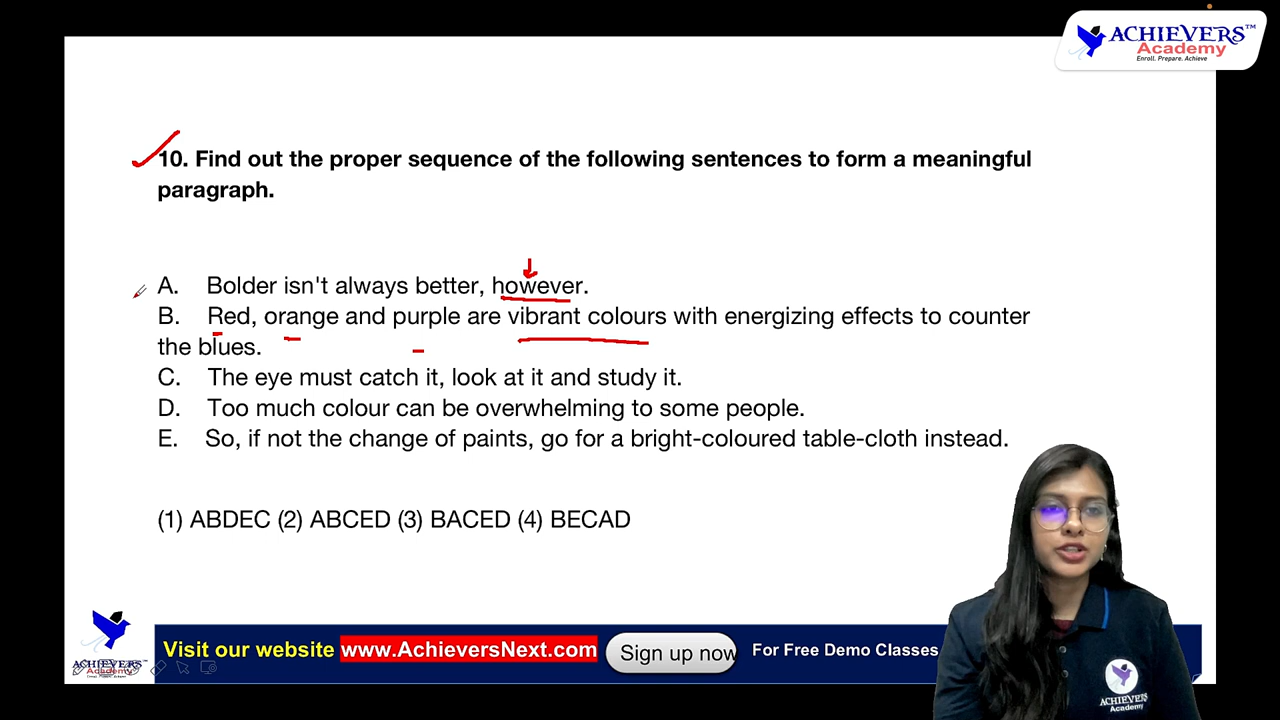 ACHIEVERS™
Academy
Enroll. Prepare. Achieve
10. Find out the proper sequence of the following sentences to form a meaningful
paragraph.
A. Bolder isn't always better, however.
B. Red, orange and purple are vibrant colours with energizing effects to counter
the blues.
C. The eye must catch it, look at it and study it.
D. Too much colour can be overwhelming to some people.
E. So, if not the change of paints, go for a bright-coloured table-cloth instead.
(1) ABDEC (2) ABCED (3) BACED (4) BECAD
ACHIEVERS
Academy
Visit our website www.AchieversNext.com Sign up now For Free Demo Classes
ACHIEVERS
Academy